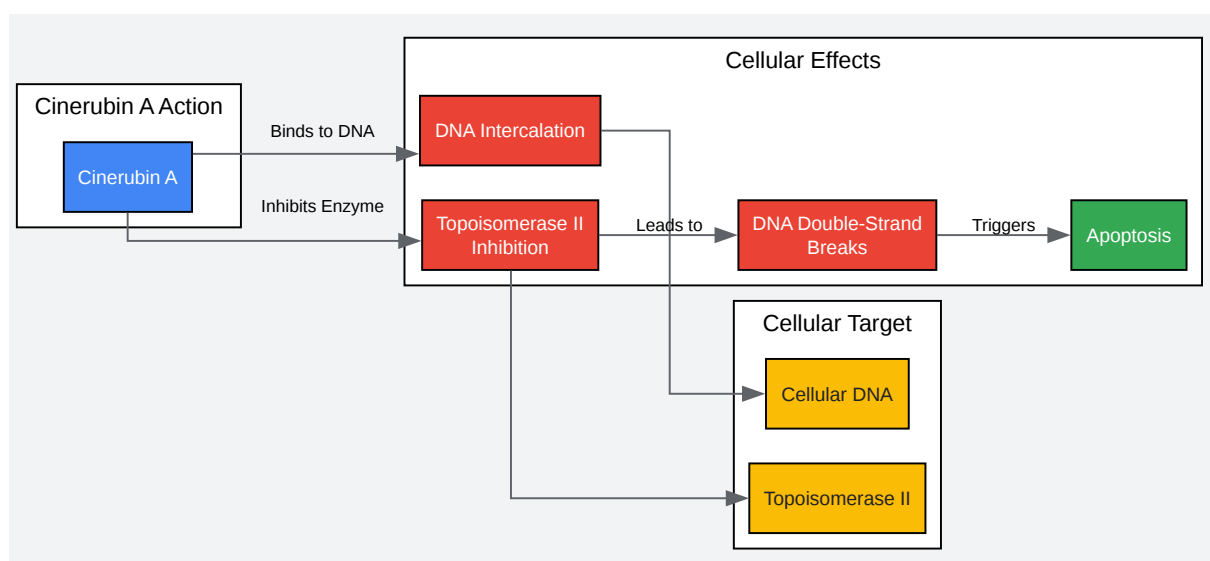 Cellular Effects
Cinerubin A Action
Binds to DNA
DNA Intercalation
Cinerubin A
Inhibits Enzyme
Topoisomerase II
Inhibition
Leads to
DNA Double-Strand
Breaks
Triggers
Apoptosis
Cellular Target
Cellular DNA
Topoisomerase II